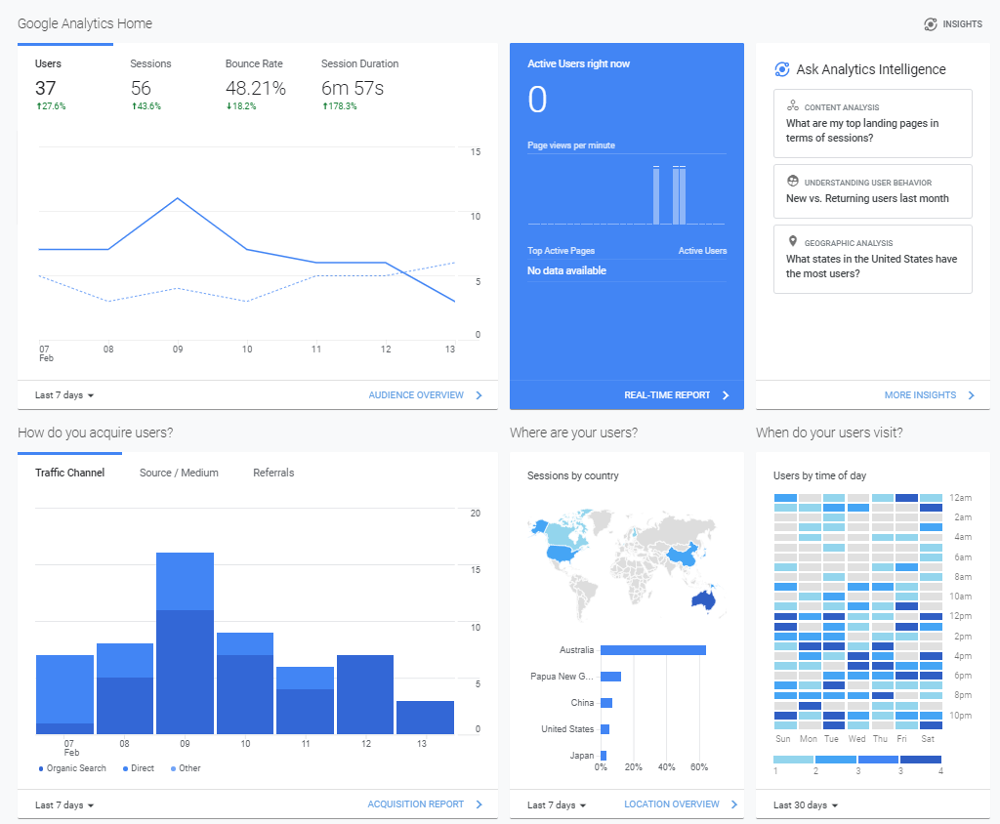 Google Analytics Home
INSIGHTS
Users
37
↑27.6%
Sessions
56
↑43.6%
Bounce Rate
48.21%
↓18.2%
Session Duration
6m 57s
↑178.3%
15
10
5
0
07
Feb
08
09
10
11
12
13
Last 7 days
AUDIENCE OVERVIEW
Active Users right now
0
Page views per minute
Top Active Pages
Active Users
No data available
REAL-TIME REPORT
Ask Analytics Intelligence
CONTENT ANALYSIS
What are my top landing pages in
terms of sessions?
UNDERSTANDING USER BEHAVIOR
New vs. Returning users last month
GEOGRAPHIC ANALYSIS
What states in the United States have
the most users?
MORE INSIGHTS
How do you acquire users?
Traffic Channel
Source / Medium
Referrals
20
15
10
5
0
07
Feb
08
09
10
11
12
13
Organic Search
Direct
Other
Last 7 days
ACQUISITION REPORT
Where are your users?
Sessions by country
Australia
Papua New G...
China
United States
Japan
0%
20%
40%
60%
Last 7 days
LOCATION OVERVIEW
When do your users visit?
Users by time of day
12am
2am
4am
6am
8am
10am
12pm
2pm
4pm
6pm
8pm
10pm
Sun
Mon
Tue
Wed
Thu
Fri
Sat
1
2
3
3
4
Last 30 days